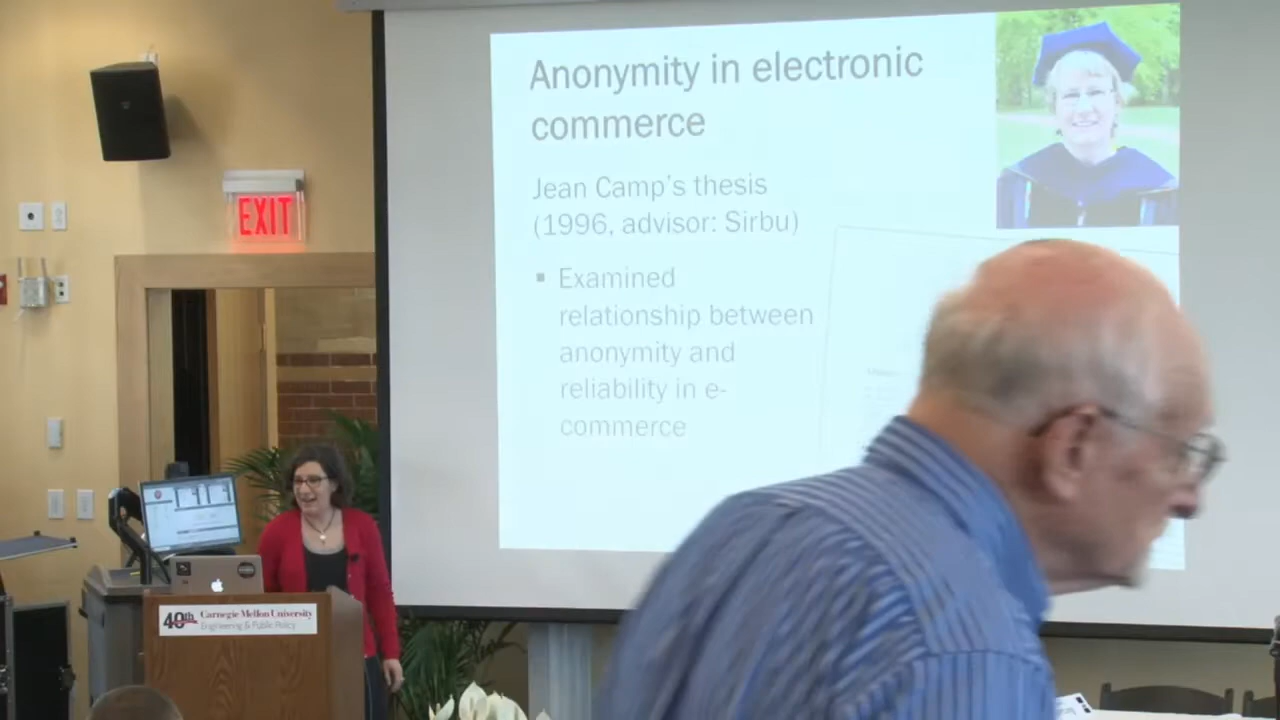 Anonymity in electronic
commerce
Jean Camp's thesis
(1996, advisor: Sirbu)
▪ Examined
relationship between
anonymity and
reliability in e-
commerce
EXIT
40th Carnegie Mellon University
Engineering & Public Policy